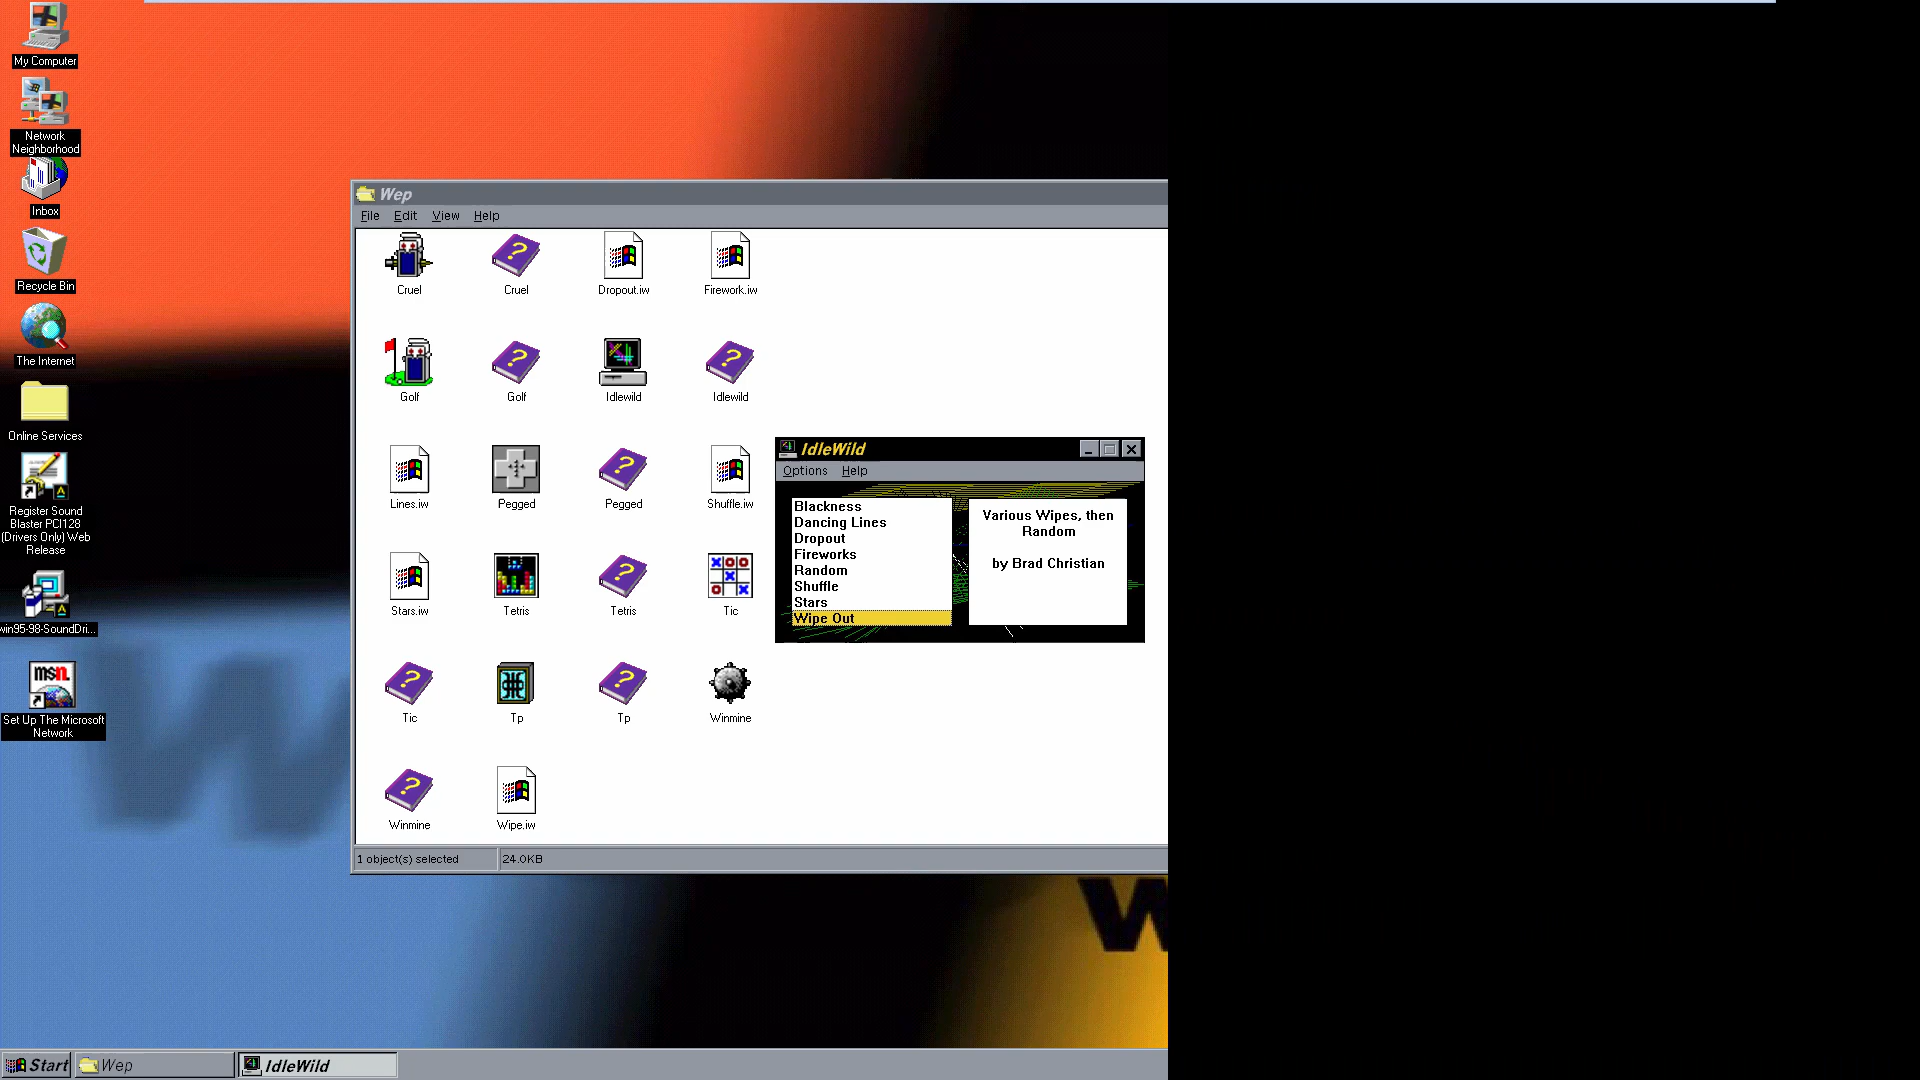 My Computer
Network
Neighborhood
Inbox
Recycle Bin
The Internet
Online Services
Register Sound
Blaster PCI128
(Drivers Only) Web
Release
win95-98-SoundDri...
msn.
Set Up The Microsoft
Network
Wep
File Edit View Help
Cruel Cruel Dropout.iw Firework.iw
Golf Golf Idlewild Idlewild
Lines.iw Pegged Pegged Shuffle.iw
Stars.iw Tetris Tetris Tic
Tic Tp Tp Winmine
Winmine Wipe.iw
1 object(s) selected 24.0KB
IdleWild
Options Help
Blackness
Dancing Lines
Dropout
Fireworks
Random
Shuffle
Stars
Wipe Out
Various Wipes, then
Random
by Brad Christian
W
W
Start Wep IdleWild